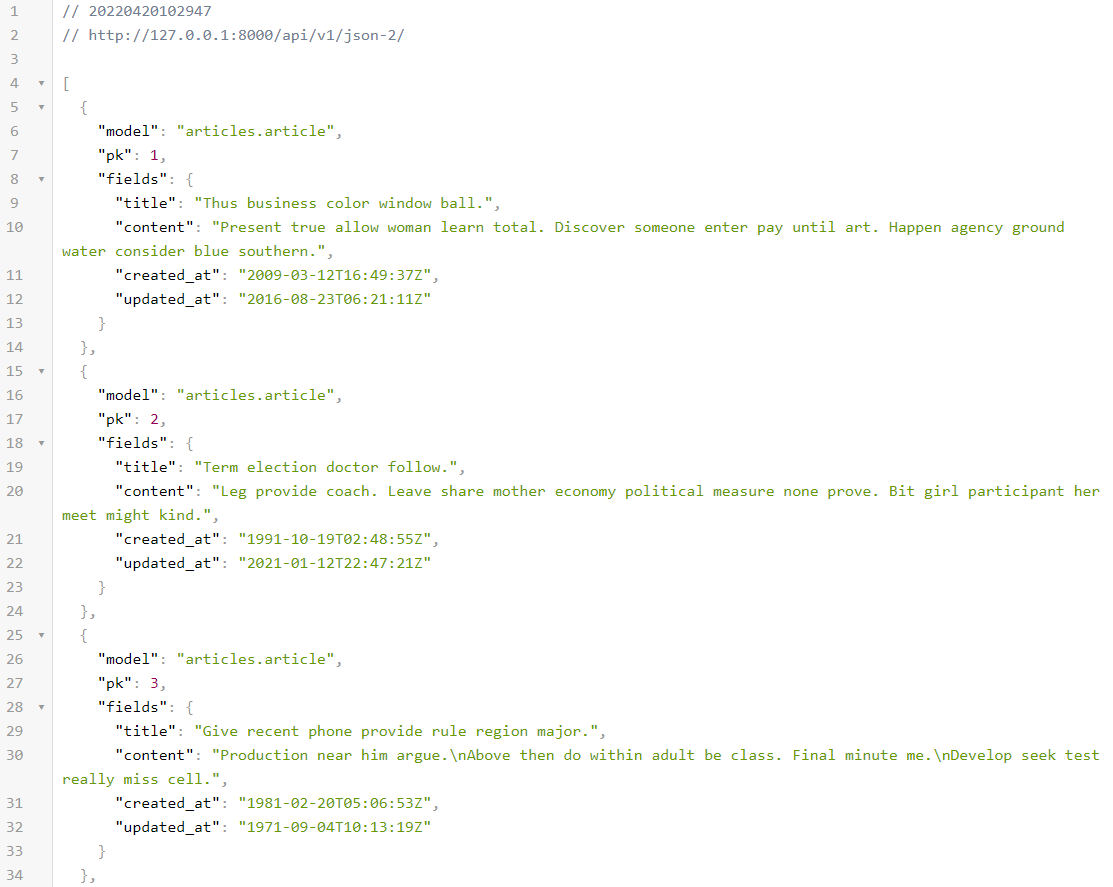 1 // 20220420102947
2 // http://127.0.0.1:8000/api/v1/json-2/
3
4 [
5   {
6     "model": "articles.article",
7     "pk": 1,
8     "fields": {
9       "title": "Thus business color window ball.",
10       "content": "Present true allow woman learn total. Discover someone enter pay until art. Happen agency ground
water consider blue southern.",
11       "created_at": "2009-03-12T16:49:37Z",
12       "updated_at": "2016-08-23T06:21:11Z"
13     }
14   },
15   {
16     "model": "articles.article",
17     "pk": 2,
18     "fields": {
19       "title": "Term election doctor follow.",
20       "content": "Leg provide coach. Leave share mother economy political measure none prove. Bit girl participant her
meet might kind.",
21       "created_at": "1991-10-19T02:48:55Z",
22       "updated_at": "2021-01-12T22:47:21Z"
23     }
24   },
25   {
26     "model": "articles.article",
27     "pk": 3,
28     "fields": {
29       "title": "Give recent phone provide rule region major.",
30       "content": "Production near him argue.\nAbove then do within adult be class. Final minute me.\nDevelop seek test
really miss cell.",
31       "created_at": "1981-02-20T05:06:53Z",
32       "updated_at": "1971-09-04T10:13:19Z"
33     }
34   },